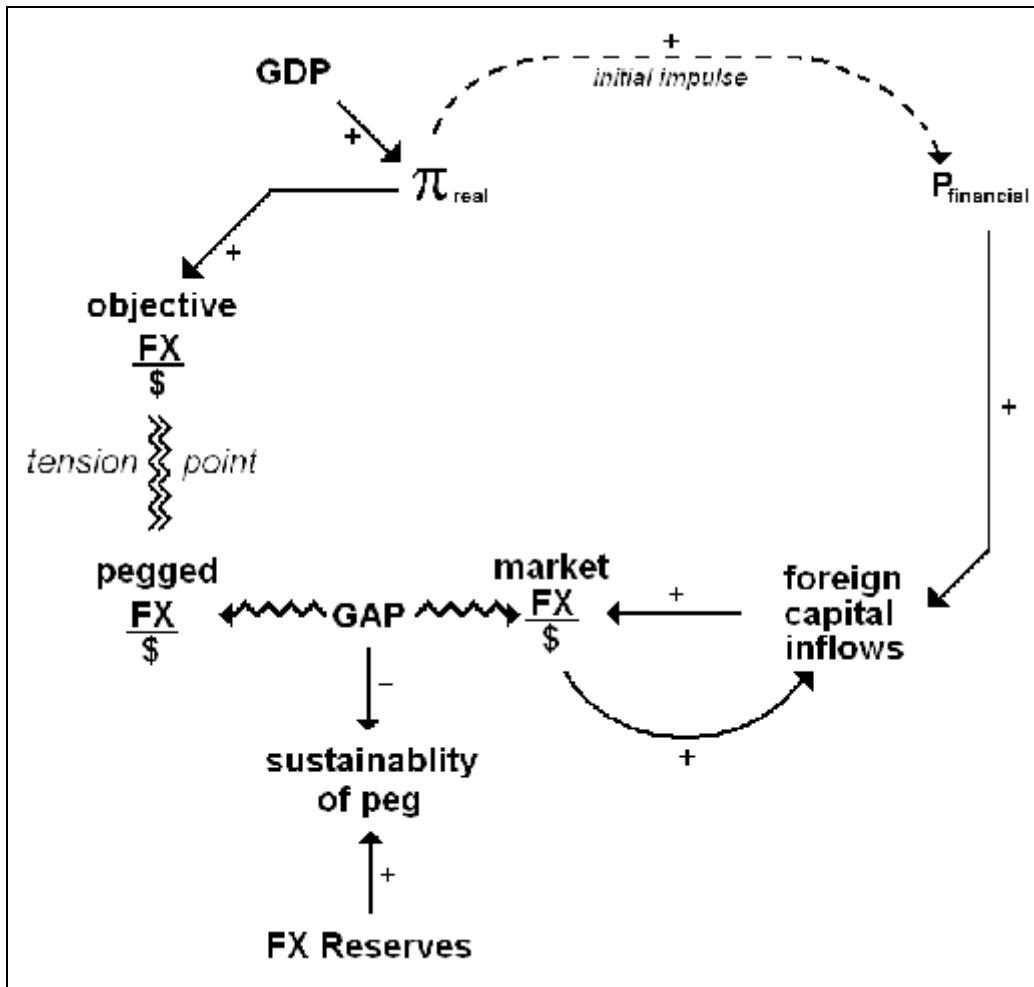 +
initial impulse
GDP
+
π real
P financial
+
objective
FX
$
+
tension point
pegged
FX
$
GAP
market
FX
$
+
foreign
capital
inflows
−
+
sustainablity
of peg
+
FX Reserves